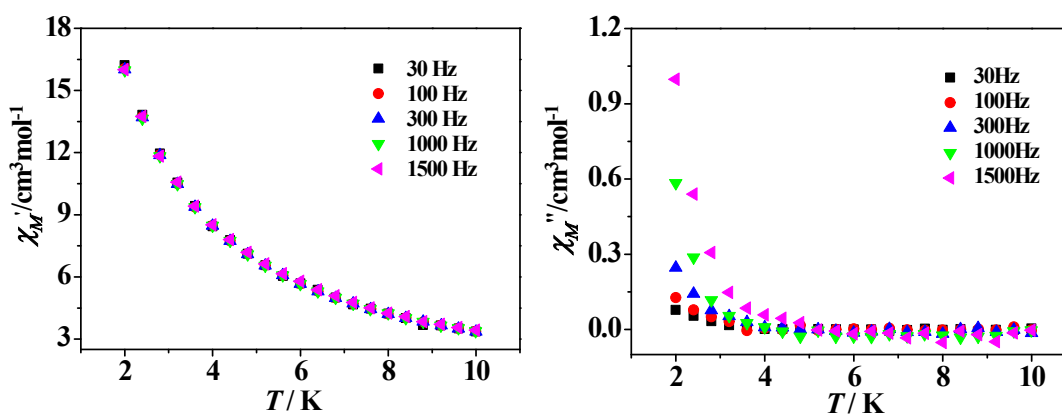 18
15
12
9
6
3
χM'/cm³mol⁻¹
30 Hz
100 Hz
300 Hz
1000 Hz
1500 Hz
2 4 6 8 10
T / K
1.2
0.9
0.6
0.3
0.0
χM''/cm³mol⁻¹
30Hz
100Hz
300Hz
1000Hz
1500Hz
2 4 6 8 10
T / K